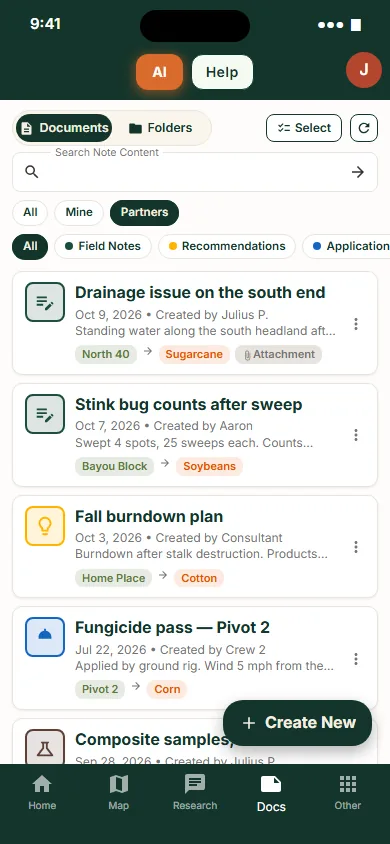 9:41
AI
Help
J
Documents
Folders
Select
Search Note Content
All
Mine
Partners
All
Field Notes
Recommendations
Application
Drainage issue on the south end
Oct 9, 2026 • Created by Julius P.
Standing water along the south headland aft...
North 40 → Sugarcane Attachment
Stink bug counts after sweep
Oct 7, 2026 • Created by Aaron
Swept 4 spots, 25 sweeps each. Counts...
Bayou Block → Soybeans
Fall burndown plan
Oct 3, 2026 • Created by Consultant
Burndown after stalk destruction. Products...
Home Place → Cotton
Fungicide pass — Pivot 2
Jul 22, 2026 • Created by Crew 2
Applied by ground rig. Wind 5 mph from the...
Pivot 2 → Corn
+ Create New
Composite samples,
Sep 28, 2026 • Created by Julius P.
Home
Map
Research
Docs
Other